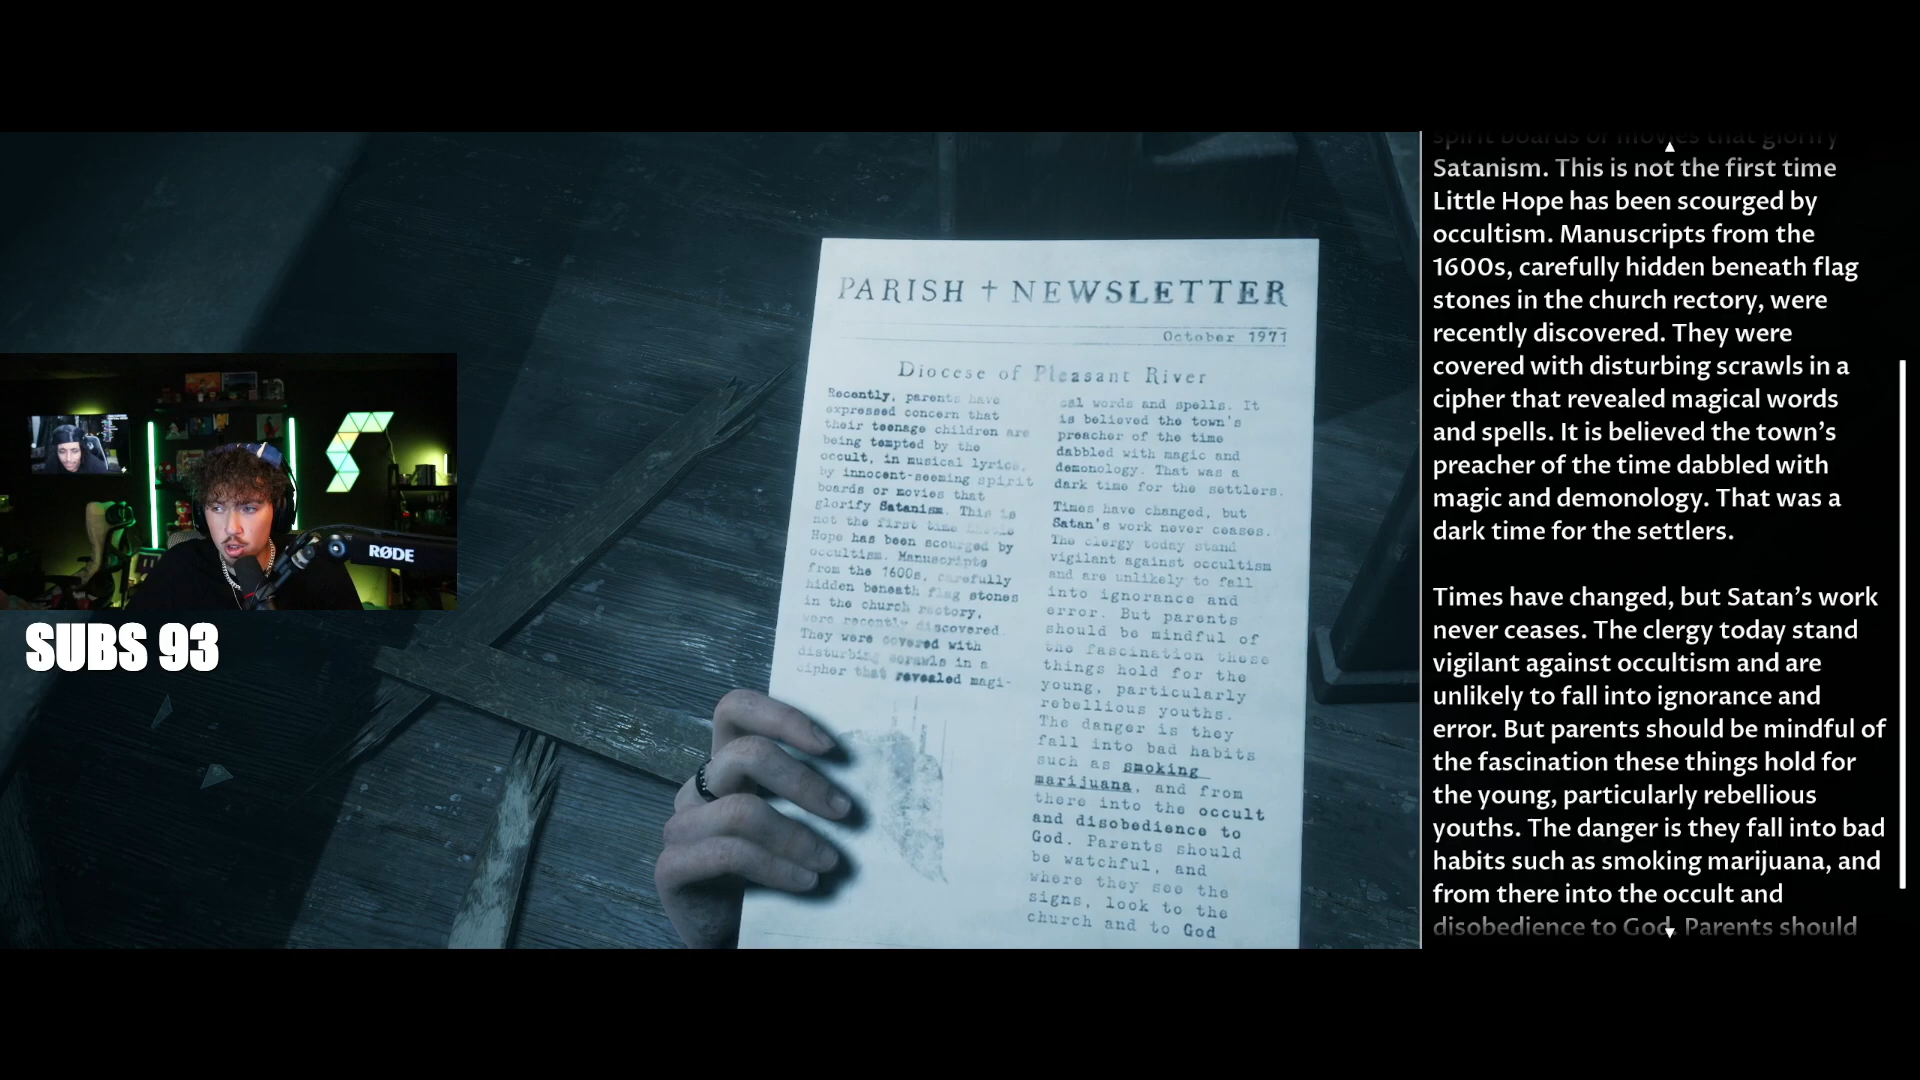 SUBS 93
RØDE
PARISH † NEWSLETTER
October 1971
Diocese of Pleasant River
Recently, parents have
expressed concern that
their teenage children are
being tempted by the
occult, in musical lyrics,
by innocent-seeming spirit
boards or movies that
glorify Satanism. This is
not the first time Little
Hope has been scourged by
occultism. Manuscripts
from the 1600s, carefully
hidden beneath flag stones
in the church rectory,
were recently discovered.
They were covered with
disturbing scrawls in a
cipher that revealed magi-
cal words and spells. It
is believed the town's
preacher of the time
dabbled with magic and
demonology. That was a
dark time for the settlers.
Times have changed, but
Satan's work never ceases.
The clergy today stand
vigilant against occultism
and are unlikely to fall
into ignorance and
error. But parents
should be mindful of
the fascination these
things hold for the
young, particularly
rebellious youths.
The danger is they
fall into bad habits
such as smoking
marijuana, and from
there into the occult
and disobedience to
God. Parents should
be watchful, and
where they see the
signs, look to the
church and to God
spirit boards or movies that glorify
Satanism. This is not the first time
Little Hope has been scourged by
occultism. Manuscripts from the
1600s, carefully hidden beneath flag
stones in the church rectory, were
recently discovered. They were
covered with disturbing scrawls in a
cipher that revealed magical words
and spells. It is believed the town's
preacher of the time dabbled with
magic and demonology. That was a
dark time for the settlers.
Times have changed, but Satan's work
never ceases. The clergy today stand
vigilant against occultism and are
unlikely to fall into ignorance and
error. But parents should be mindful of
the fascination these things hold for
the young, particularly rebellious
youths. The danger is they fall into bad
habits such as smoking marijuana, and
from there into the occult and
disobedience to God. Parents should